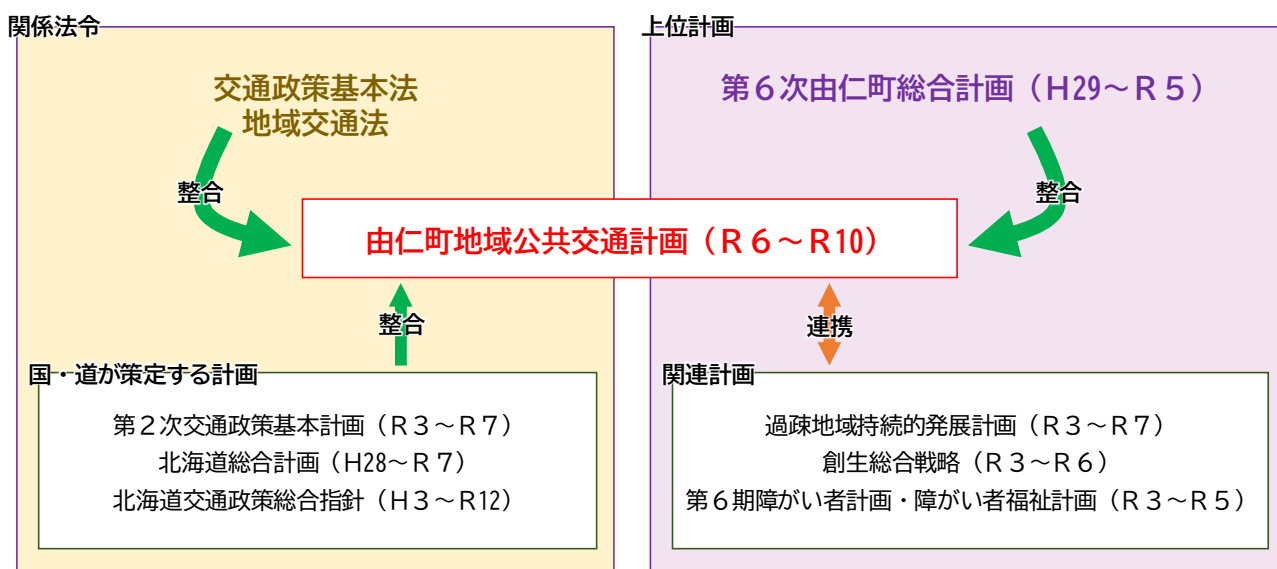 関係法令
交通政策基本法
地域交通法
整合
上位計画
第６次由仁町総合計画（Ｈ29～Ｒ５）
整合
由仁町地域公共交通計画（Ｒ６～Ｒ10）
整合
連携
国・道が策定する計画
第２次交通政策基本計画（Ｒ３～Ｒ７）
北海道総合計画（H28～Ｒ７）
北海道交通政策総合指針（Ｈ３～Ｒ12）
関連計画
過疎地域持続的発展計画（Ｒ３～Ｒ７）
創生総合戦略（Ｒ３～Ｒ６）
第６期障がい者計画・障がい者福祉計画（Ｒ３～Ｒ５）